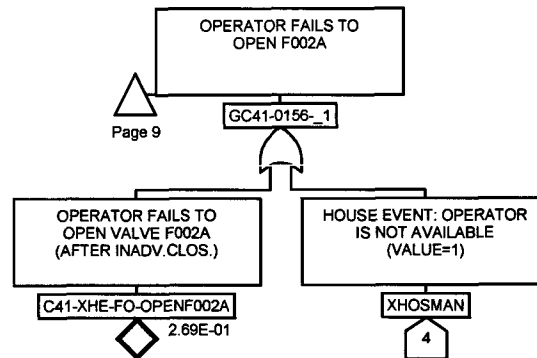 OPERATOR FAILS TO
OPEN F002A
Page 9
GC41-0156-_1
OPERATOR FAILS TO
OPEN VALVE F002A
(AFTER INADV.CLOS.)
C41-XHE-FO-OPENF002A
2.69E-01
HOUSE EVENT: OPERATOR
IS NOT AVAILABLE
(VALUE=1)
XHOSMAN
4